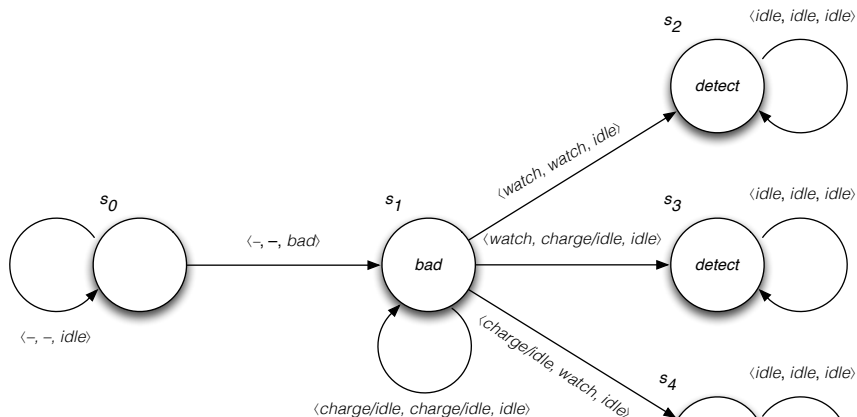 s2
⟨idle, idle, idle⟩
detect
⟨watch, watch, idle⟩
s0
s1
s3
⟨idle, idle, idle⟩
⟨–, –, bad⟩
⟨watch, charge/idle, idle⟩
bad
detect
⟨–, –, idle⟩
⟨charge/idle, watch, idle⟩
s4
⟨idle, idle, idle⟩
⟨charge/idle, charge/idle, idle⟩